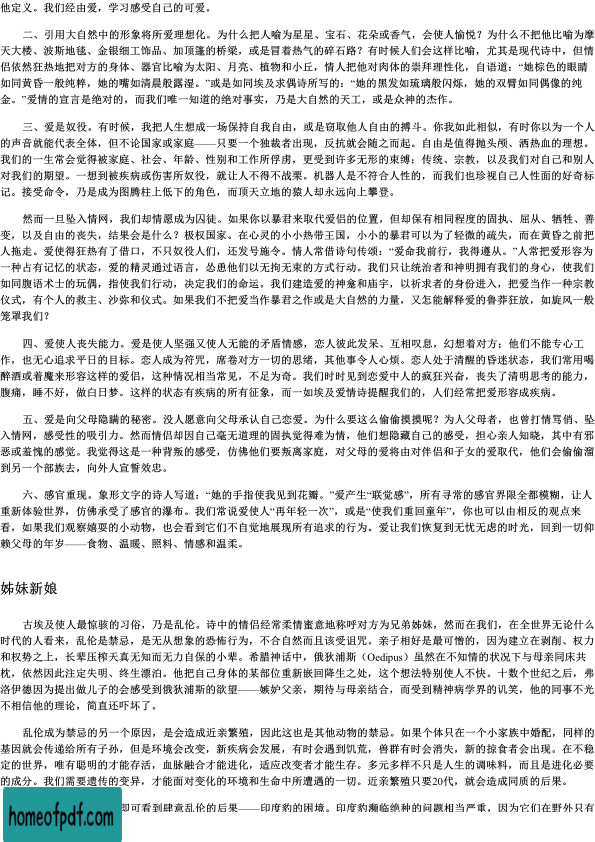 他定义。我们经由爱，学习感受自己的可爱。
二、引用大自然中的形象将所爱理想化。为什么把人喻为星星、宝石、花朵或香气，会使人愉悦？为什么不把他比喻为摩
天大楼、波斯地毯、金银细工饰品、加顶篷的桥梁，或是冒着热气的碎石路？有时候人们会这样比喻，尤其是现代诗中，但情
侣依然狂热地把对方的身体、器官比喻为太阳、月亮、植物和小丘，情人把他对肉体的崇拜理性化，自语道：“她棕色的眼睛
如同黄昏一般纯粹，她的嘴如清晨般露湿。”或是如同埃及求偶诗所写的：“她的黑发如琉璃般闪烁，她的双臂如同偶像的纯
金。”爱情的宣言是绝对的，而我们唯一知道的绝对事实，乃是大自然的天工，或是众神的杰作。
三、爱是奴役。有时候，我把人生想成一场保持自我自由，或是窃取他人自由的搏斗。你我如此相似，有时你以为一个人
的声音就能代表全体，但不论国家或家庭——只要一个独裁者出现，反抗就会随之而起。自由是值得抛头颅、洒热血的理想。
我们的一生常会觉得被家庭、社会、年龄、性别和工作所俘虏，更受到许多无形的束缚：传统、宗教，以及我们对自己和别人
对我们的期望。一想到被疾病或伤害所奴役，就让人不得不战栗。机器人是不符合人性的，而我们也珍视自己人性面的好奇标
记。接受命令，乃是成为图腾柱上低下的角色，而顶天立地的猿人却永远向上攀登。
然而一旦坠入情网，我们却情愿成为囚徒。如果你以暴君来取代爱侣的位置，但却保有相同程度的固执、屈从、牺牲、善
变，以及自由的丧失，结果会是什么？极权国家。在心灵的小小热带王国，小小的暴君可以为了轻微的疏失，而在黄昏之前把
人拖走。爱使得狂热有了借口，不只奴役人们，还发号施令。情人常借诗句传颂：“爱命我前行，我得遵从。”人常把爱形容为
一种占有记忆的状态，爱的精灵通过语言，怂恿他们以无拘无束的方式行动。我们只让统治者和神明拥有我们的身心，使我们
如同腹语术士的玩偶，指使我们行动，决定我们的命运。我们建造爱的神龛和庙宇，以祈求者的身份进入，把爱当作一种宗教
仪式，有个人的救主、沙弥和仪式。如果我们不把爱当作暴君之作或是大自然的力量，又怎能解释爱的鲁莽狂放，如旋风一般
笼罩我们？
四、爱使人丧失能力。爱是使人坚强又使人无能的矛盾情感，恋人彼此发呆、互相叹息，幻想着对方；他们不能专心工
作，也无心追求平日的目标。恋人成为符咒，席卷对方一切的思绪，其他事令人心烦。恋人处于清醒的昏迷状态，我们常用喝
醉酒或着魔来形容这样的爱侣，这种情况相当常见，不足为奇。我们时时见到恋爱中人的疯狂兴奋，丧失了清明思考的能力，
腹痛，睡不好，做白日梦。这样的状态有疾病的所有征象，而一如埃及爱情诗提醒我们的，人们经常把爱形容成疾病。
五、爱是向父母隐瞒的秘密。没人愿意向父母承认自己恋爱。为什么要这么偷偷摸摸呢？为人父母者，也曾打情骂俏、坠
入情网，感受性的吸引力。然而情侣却因自己毫无道理的固执觉得难为情，他们想隐藏自己的感受，担心亲人知晓，其中有邪
恶或羞愧的感觉。我觉得这是一种背叛的感受，仿佛他们要叛离家庭，对父母的爱将由对伴侣和子女的爱取代，他们会偷偷溜
到另一个部族去，向外人宣誓效忠。
六、感官重现。象形文字的诗人写道：“她的手指使我见到花瓣。”爱产生“联觉感”，所有寻常的感官界限全都模糊，让人
重新体验世界，仿佛承受了感官的瀑布。我们常说爱使人“再年轻一次”，或是“使我们重回童年”，你也可以由相反的观点来
看，如果我们观察嬉耍的小动物，也会看到它们不自觉地展现所有追求的行为。爱让我们恢复到无忧无虑的时光，回到一切仰
赖父母的年岁——食物、温暖、照料、情感和温柔。
姊妹新娘
古埃及使人最惊骇的习俗，乃是乱伦。诗中的情侣经常柔情蜜意地称呼对方为兄弟姊妹，然而在我们，在全世界无论什么
时代的人看来，乱伦是禁忌，是无从想象的恐怖行为，不合自然而且该受诅咒。亲子相好是最可憎的，因为建立在剥削、权力
和权势之上，长辈压榨天真无知而无力自保的小辈。希腊神话中，俄狄浦斯（Oedipus）虽然在不知情的状况下与母亲同床共
枕，依然因此注定失明、终生漂泊。他把自己身体的某部位重新嵌回降生之处，这个想法特别使人不快。十数个世纪之后，弗
洛伊德因为提出做儿子的会感受到俄狄浦斯的欲望——嫉妒父亲，期待与母亲结合，而受到精神病学界的讥笑，他的同事不光
不相信他的理论，简直还吓坏了。
乱伦成为禁忌的另一个原因，是会造成近亲繁殖，因此这也是其他动物的禁忌。如果个体只在一个小家族中婚配，同样的
基因就会传递给所有子孙，但是环境会改变，新疾病会发展，有时会遇到饥荒，兽群有时会消失，新的掠食者会出现。在不稳
定的世界，唯有聪明的才能存活，血脉融合才能进化，适应改变者才能生存。多元多样不只是人生的调味料，而且是进化必要
的成分。我们需要遗传的变异，才能面对变化的环境和生命中所遭遇的一切。近亲繁殖只要20代，就会造成同质的后果。
即可看到肆意乱伦的后果——印度豹的困境。印度豹濒临绝种的问题相当严重，因为它们在野外只有
homeofpdf.com